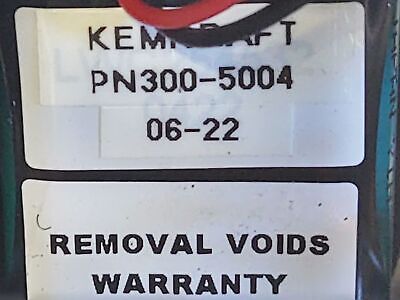 PN300-5004
06-22
REMOVAL VOIDS
WARRANTY